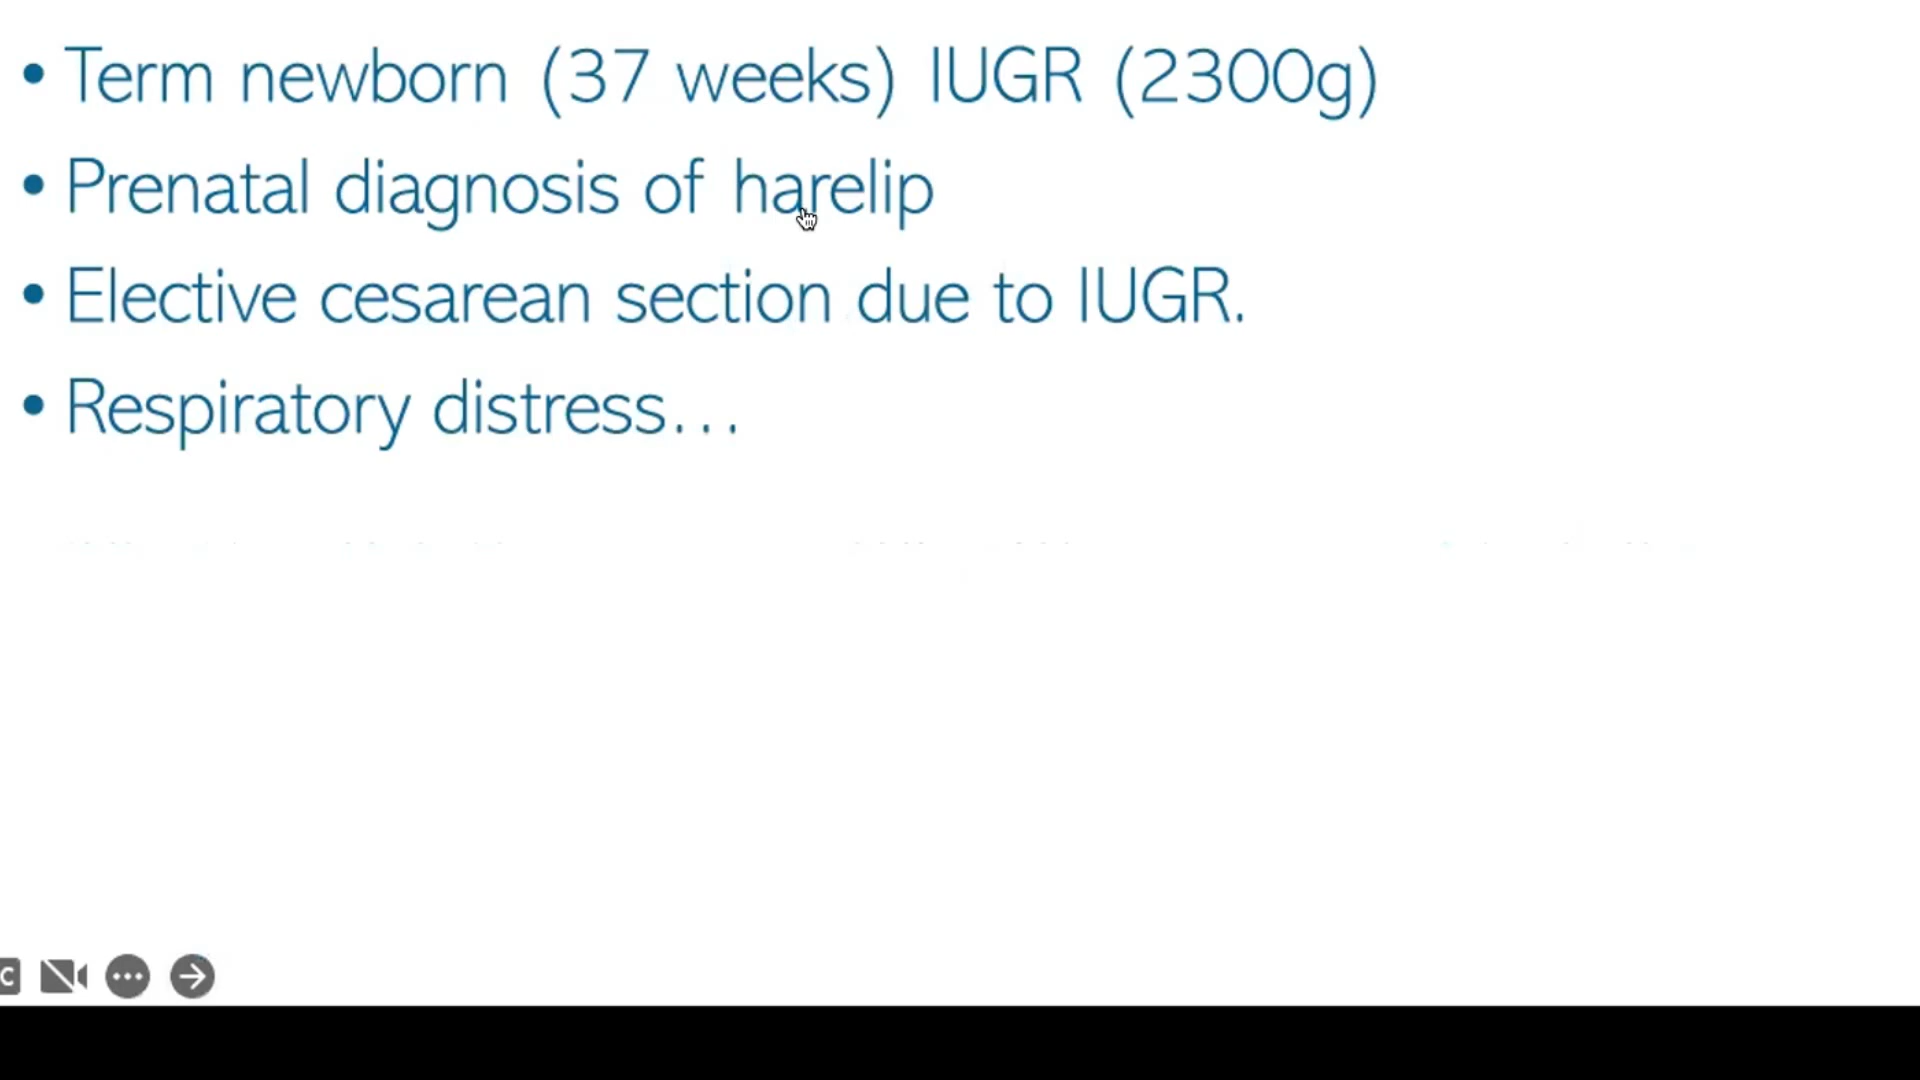 • Term newborn (37 weeks) IUGR (2300g)
• Prenatal diagnosis of harelip
• Elective cesarean section due to IUGR.
• Respiratory distress...
C